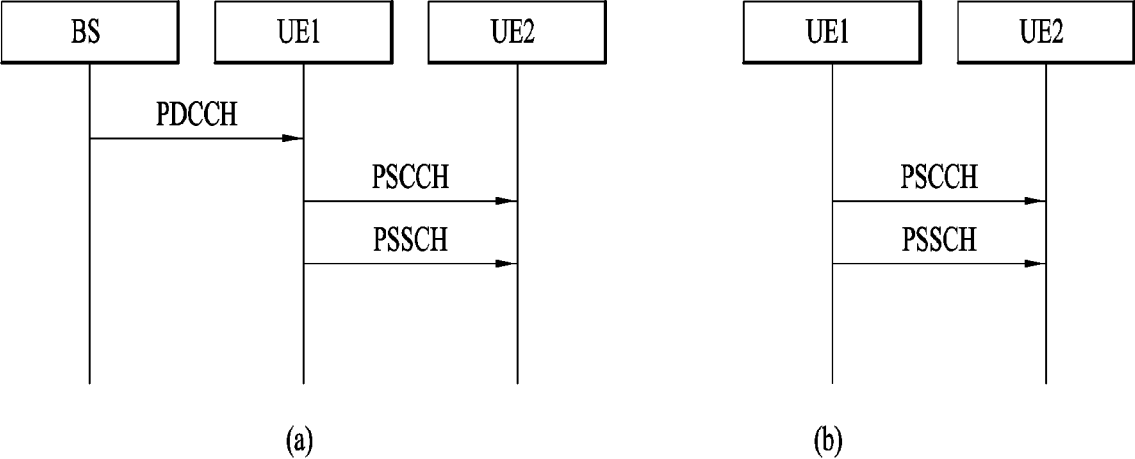 BS UE1 UE2 UE1 UE2
PDCCH
PSCCH PSCCH
PSSCH PSSCH
(a) (b)